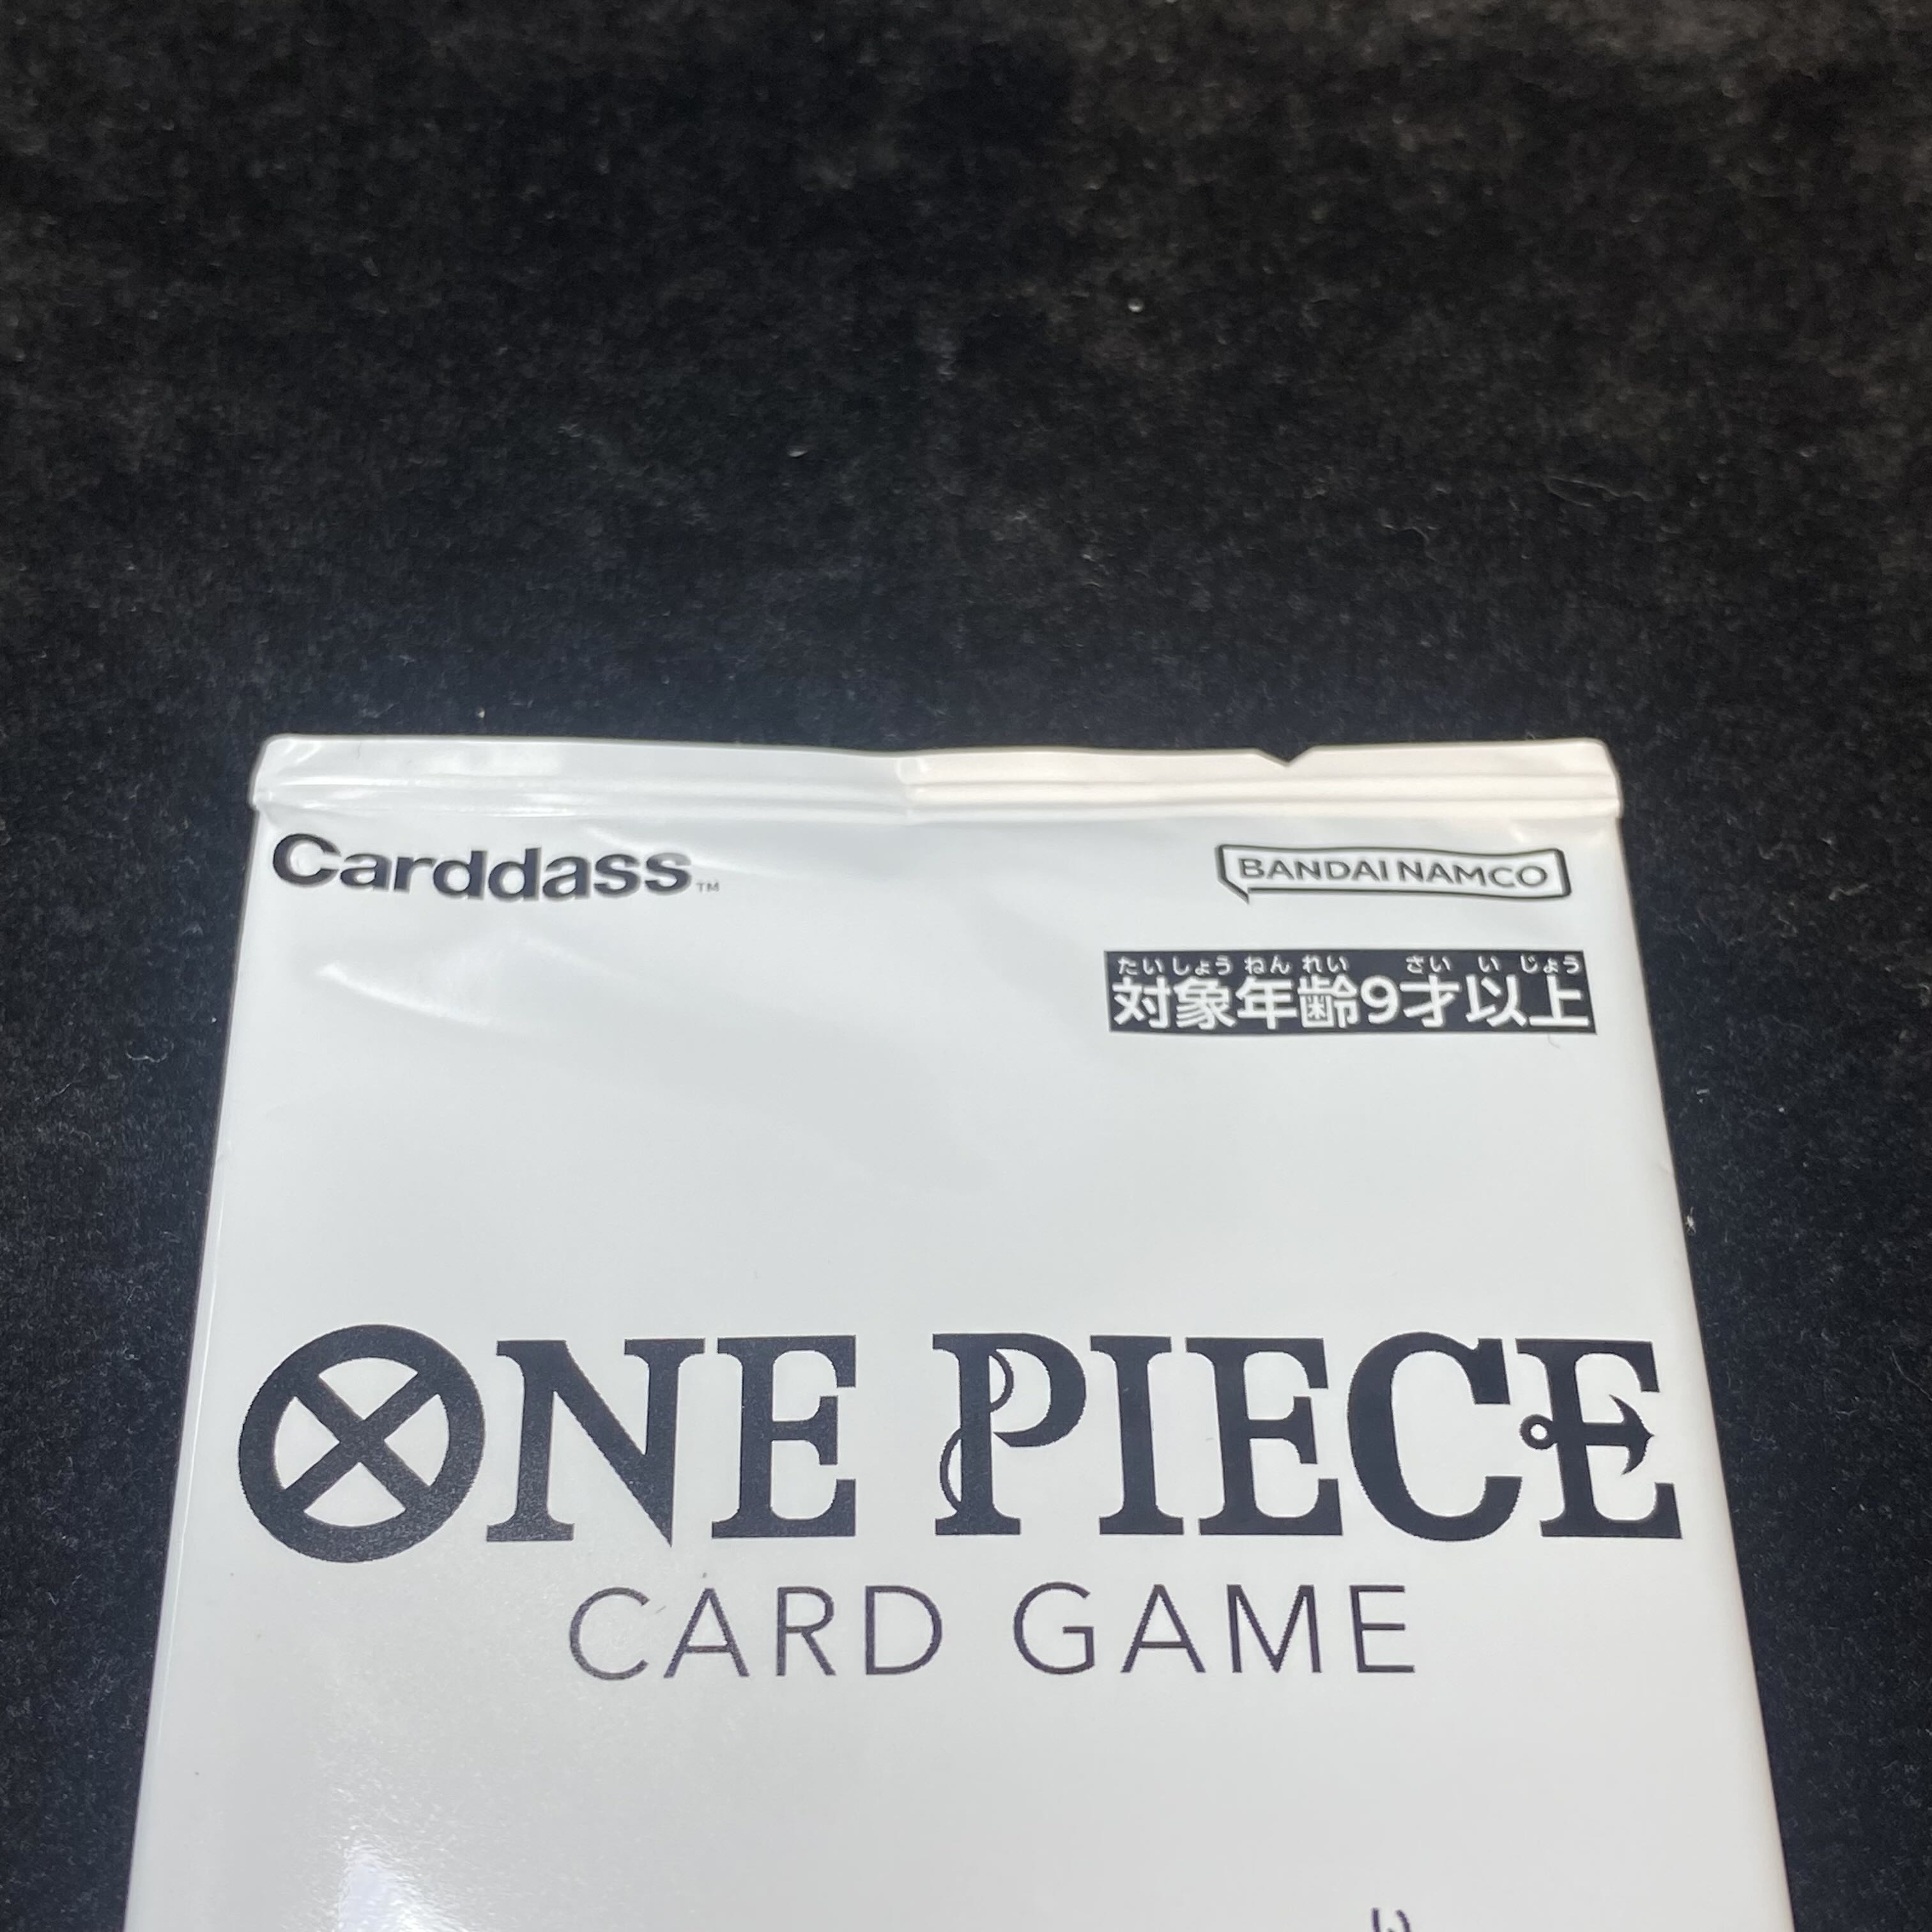 Carddass™
BANDAI NAMCO
たいしょう ねん れい さい い じょう
対象年齢9才以上
ONE PIECE
CARD GAME